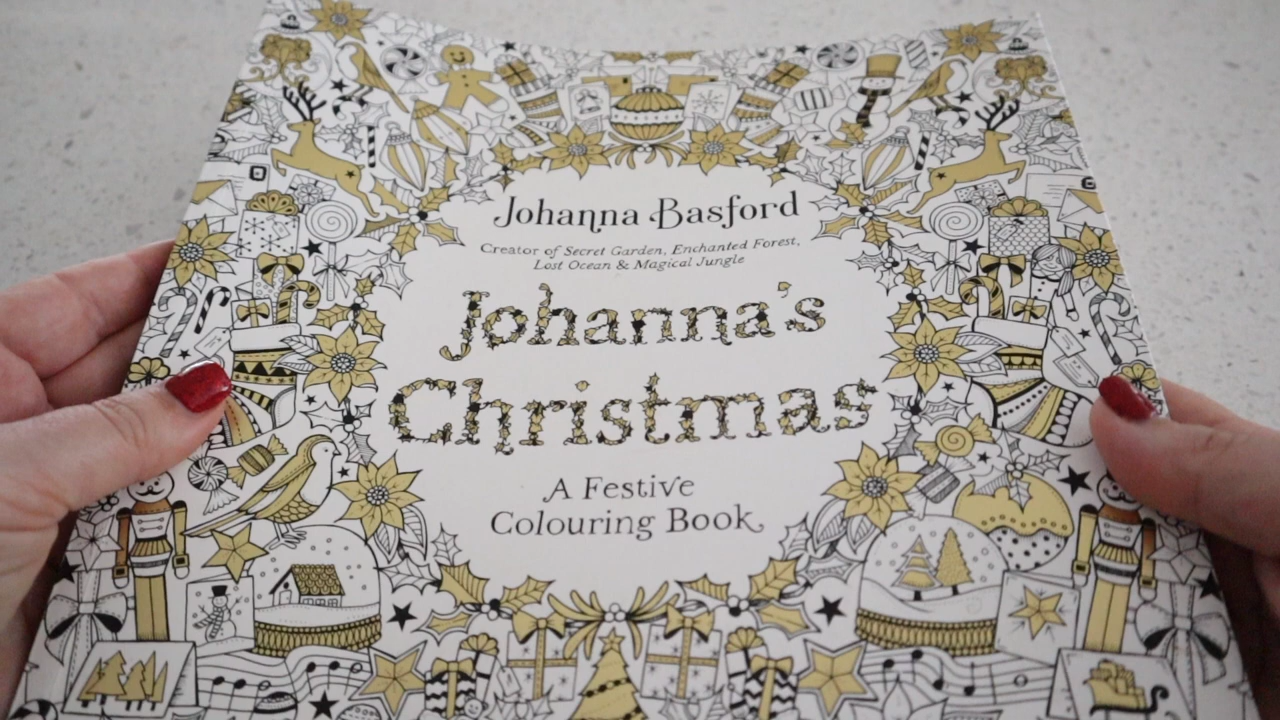 Johanna Basford
Creator of Secret Garden, Enchanted Forest,
Lost Ocean & Magical Jungle
Johanna's
Christmas
A Festive
Colouring Book